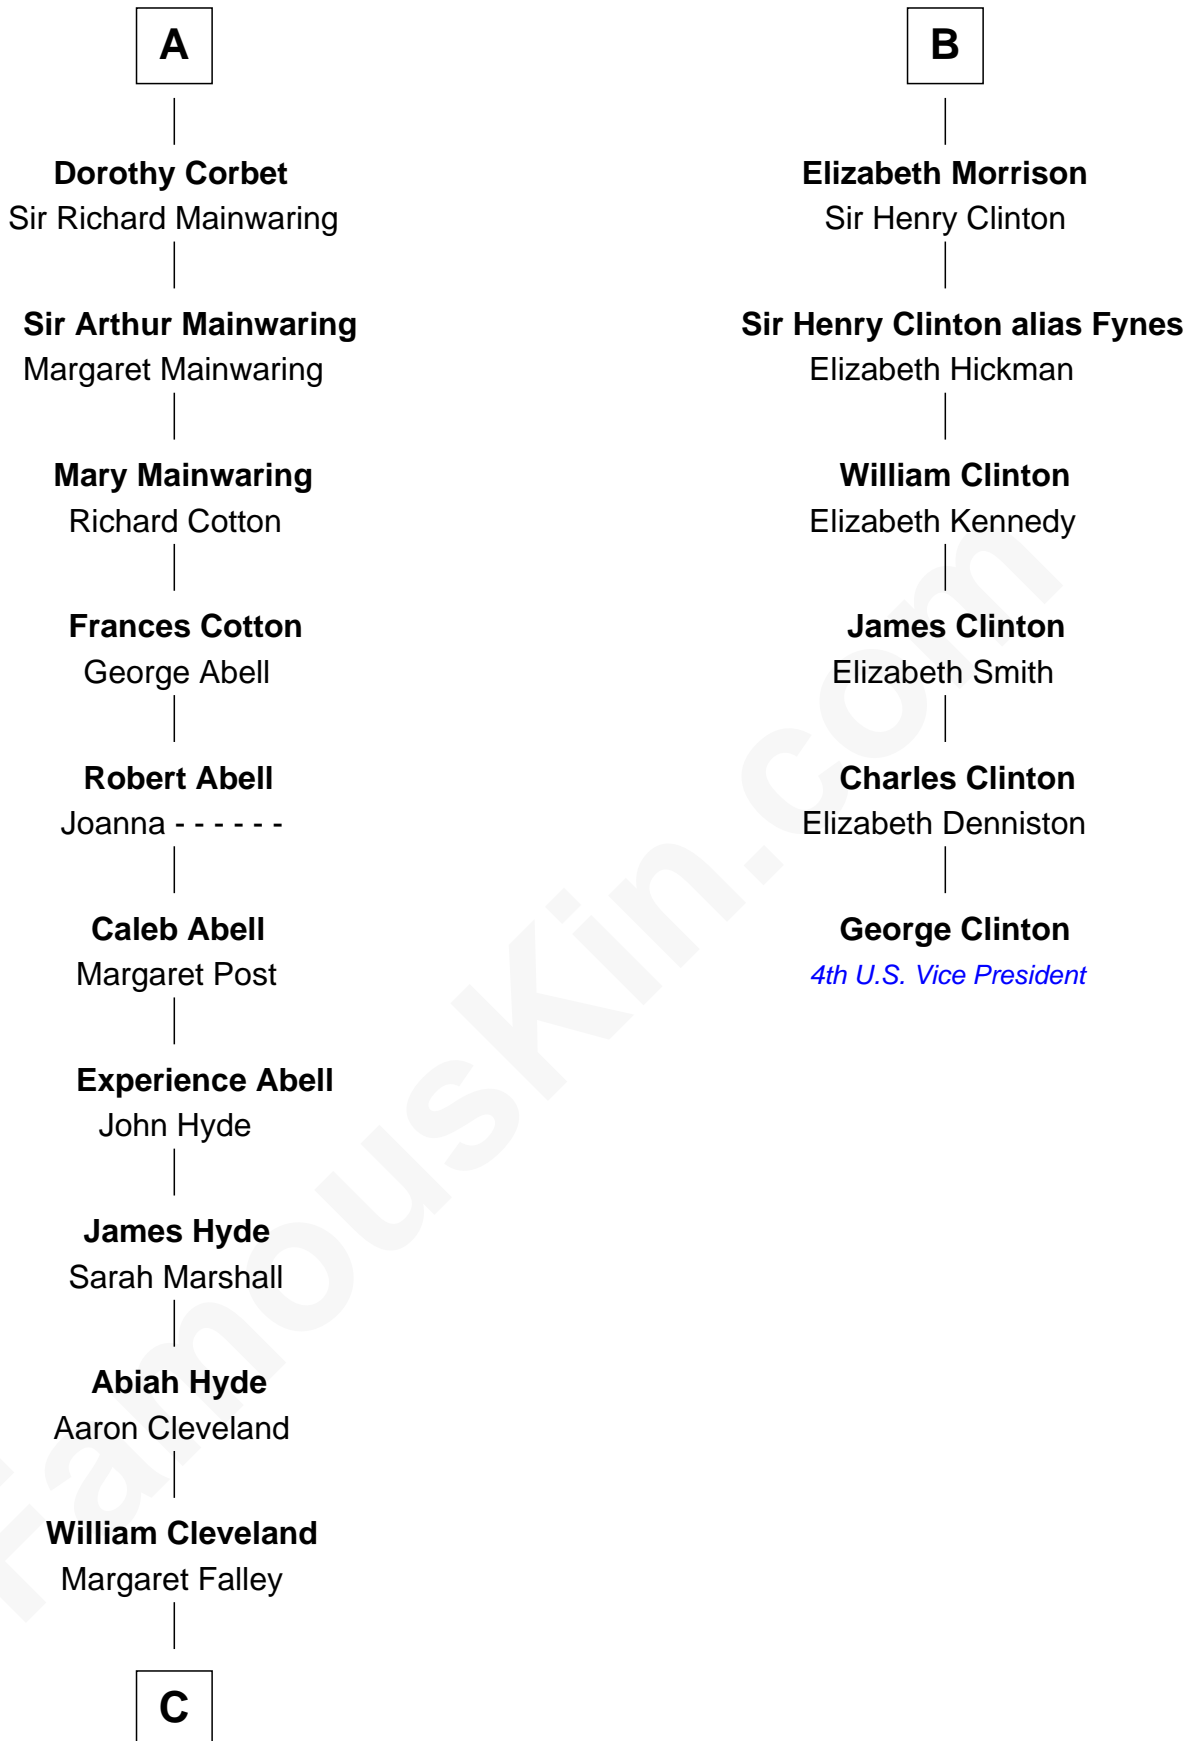 A
Dorothy Corbet
Sir Richard Mainwaring
Sir Arthur Mainwaring
Margaret Mainwaring
Mary Mainwaring
Richard Cotton
Frances Cotton
George Abell
Robert Abell
Joanna - - - - - -
Caleb Abell
Margaret Post
Experience Abell
John Hyde
James Hyde
Sarah Marshall
Abiah Hyde
Aaron Cleveland
William Cleveland
Margaret Falley
C
B
Elizabeth Morrison
Sir Henry Clinton
Sir Henry Clinton alias Fynes
Elizabeth Hickman
William Clinton
Elizabeth Kennedy
James Clinton
Elizabeth Smith
Charles Clinton
Elizabeth Denniston
George Clinton
4th U.S. Vice President
FamousKin.com